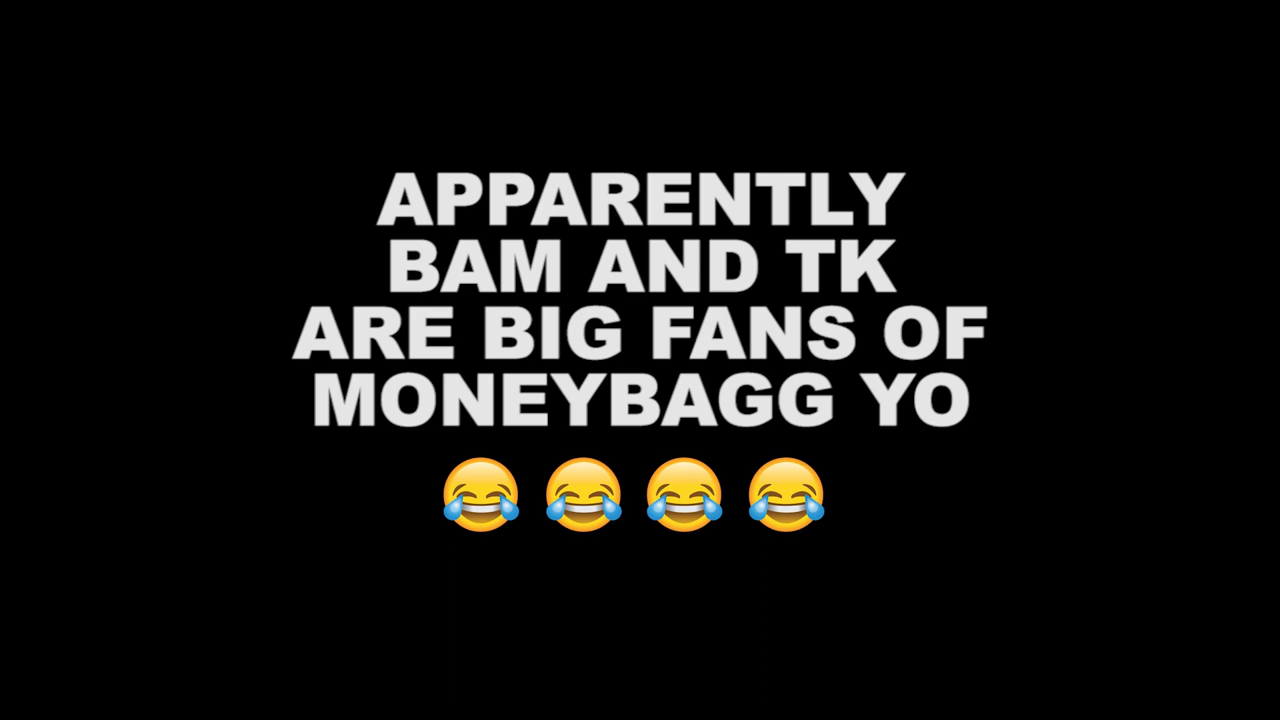 APPARENTLY
BAM AND TK
ARE BIG FANS OF
MONEYBAGG YO
😂 😂 😂 😂